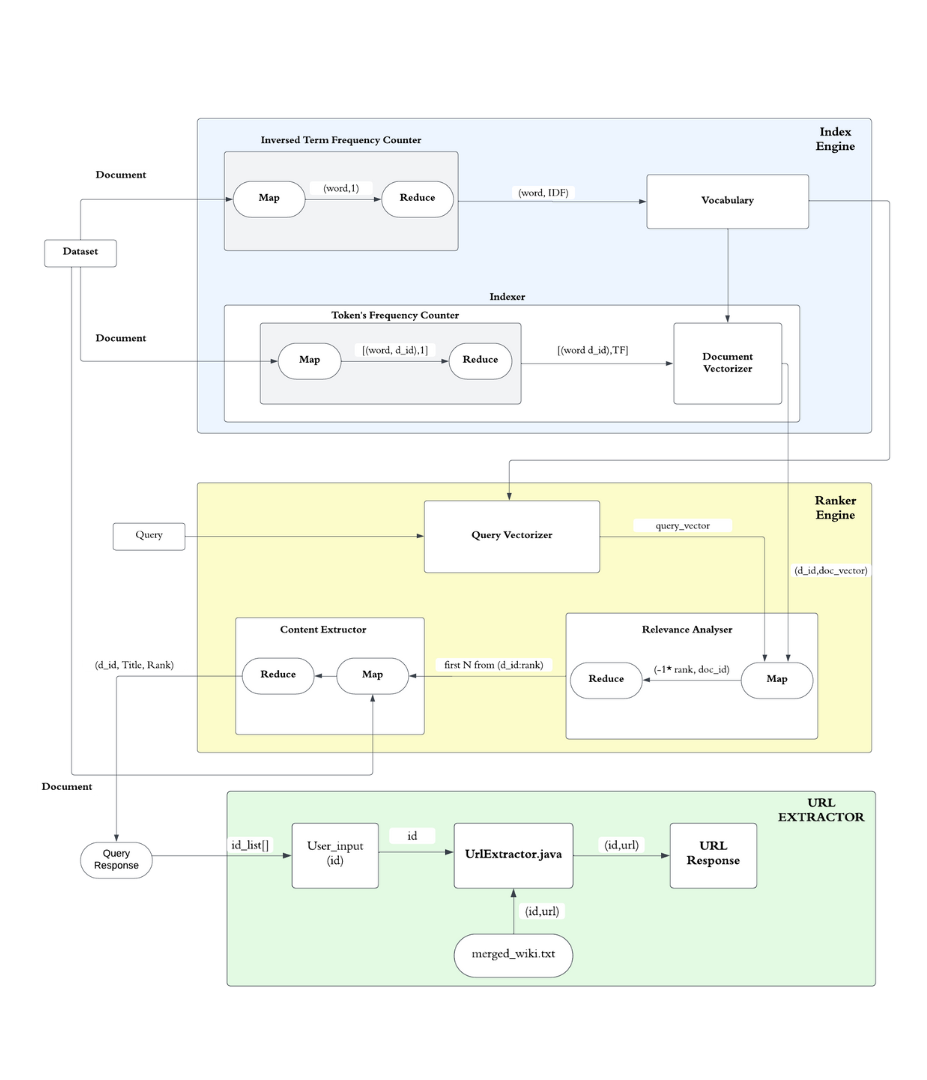 Index
Engine
Inversed Term Frequency Counter
Document
Map
(word,1)
Reduce
(word, IDF)
Vocabulary
Dataset
Indexer
Token's Frequency Counter
Document
Map
[(word, d_id),1]
Reduce
[(word d_id),TF]
Document
Vectorizer
Ranker
Engine
Query
Query Vectorizer
query_vector
(d_id,doc_vector)
Content Extructor
Relevance Analyser
(d_id, Title, Rank)
Reduce
Map
first N from (d_id:rank)
Reduce
(-1* rank, doc_id)
Map
Document
URL
EXTRACTOR
Query
Response
id_list[]
User_input
(id)
id
UrlExtractor.java
(id,url)
URL
Response
(id,url)
merged_wiki.txt